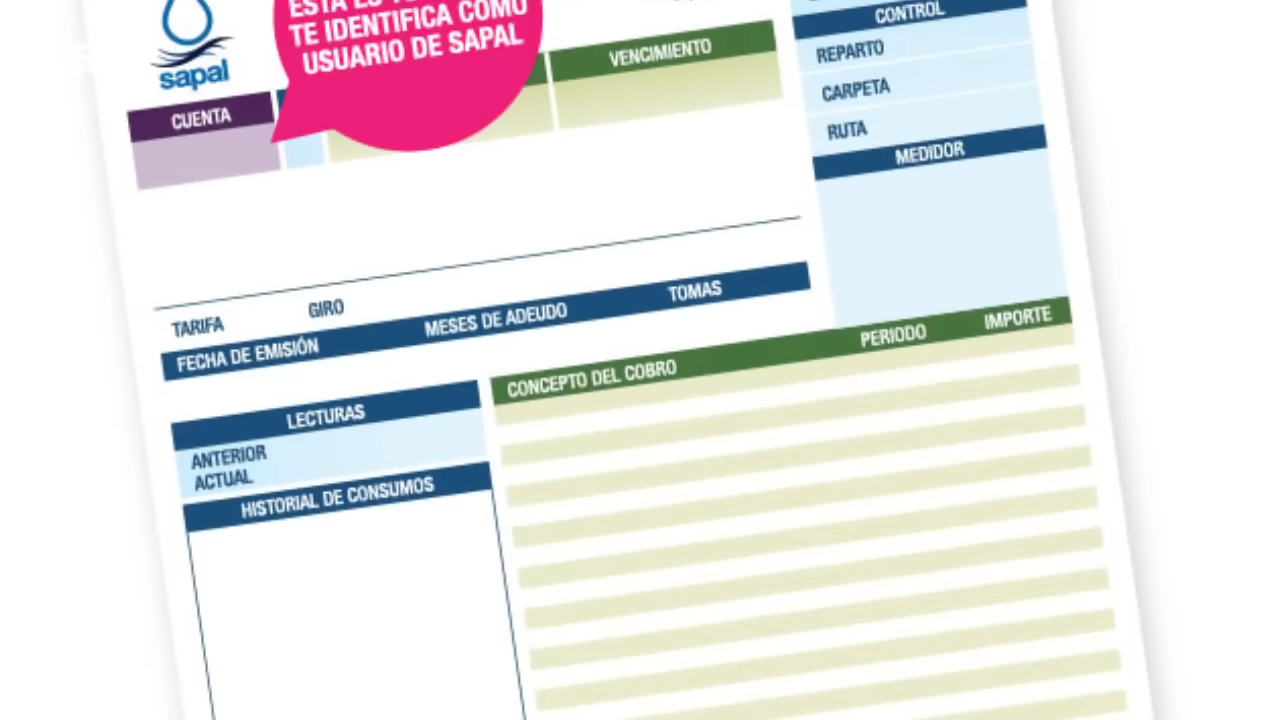 TE IDENTIFICA COMO
USUARIO DE SAPAL
sapal
CUENTA
VENCIMIENTO
CONTROL
REPARTO
CARPETA
RUTA
MEDIDOR
TARIFA GIRO
FECHA DE EMISIÓN MESES DE ADEUDO TOMAS
CONCEPTO DEL COBRO PERIODO IMPORTE
LECTURAS
ANTERIOR
ACTUAL
HISTORIAL DE CONSUMOS